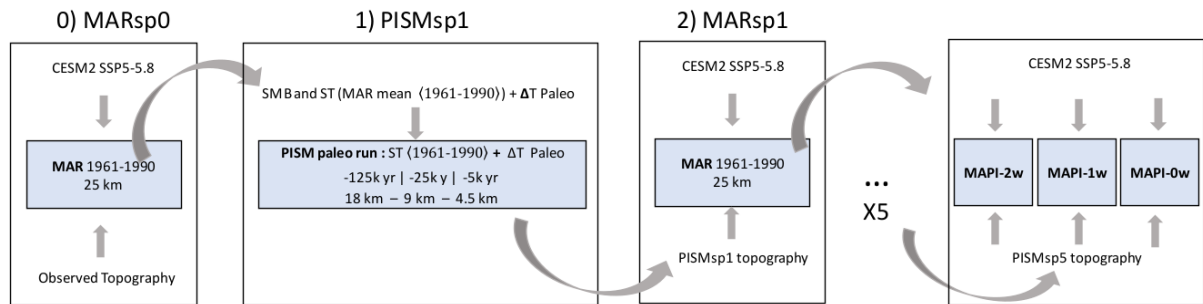 0) MARsp0
CESM2 SSP5-5.8
MAR 1961-1990
25 km
Observed Topography
1) PISMsp1
SMB and ST (MAR mean ⟨1961-1990⟩) + ΔT Paleo
PISM paleo run : ST ⟨1961-1990⟩ + ΔT Paleo
-125k yr | -25k y | -5k yr
18 km – 9 km – 4.5 km
2) MARsp1
CESM2 SSP5-5.8
MAR 1961-1990
25 km
PISMsp1 topography
...
X5
CESM2 SSP5-5.8
MAPI-2w
MAPI-1w
MAPI-0w
PISMsp5 topography